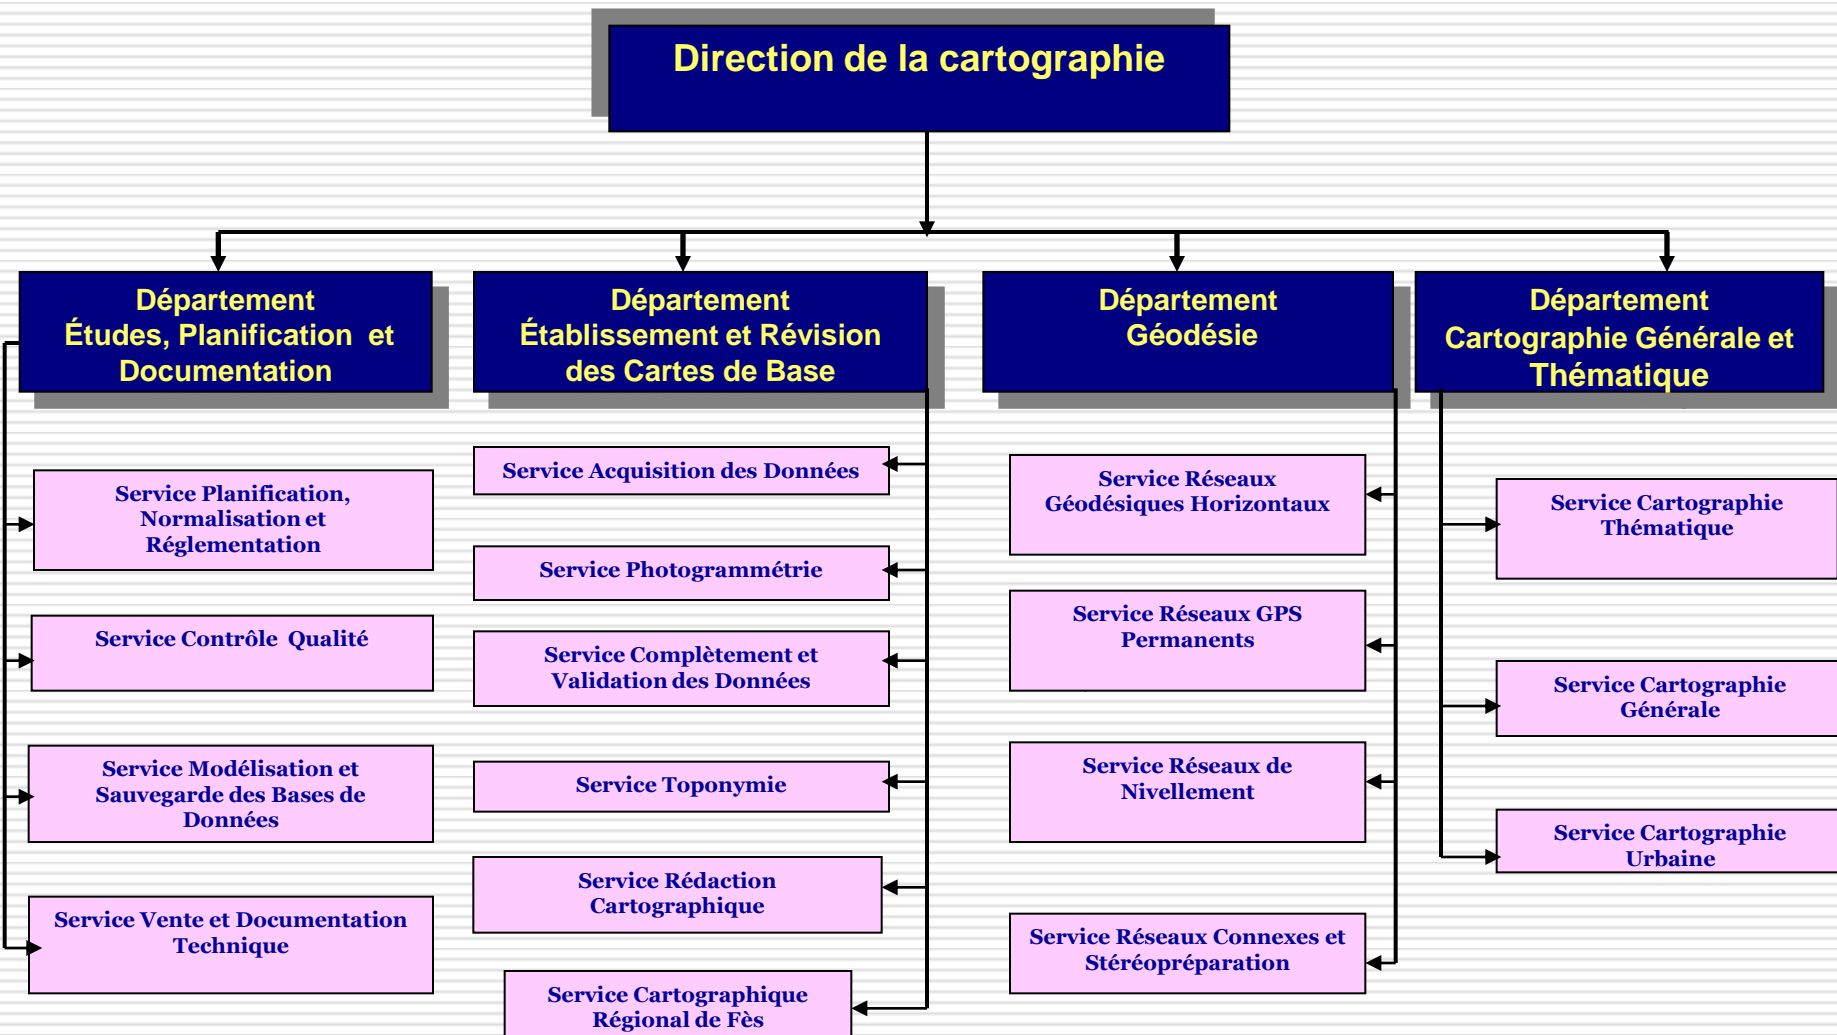 Direction de la cartographie
Département
Études, Planification et
Documentation
Département
Établissement et Révision
des Cartes de Base
Département
Géodésie
Département
Cartographie Générale et
Thématique
Service Planification,
Normalisation et
Réglementation
Service Contrôle Qualité
Service Modélisation et
Sauvegarde des Bases de
Données
Service Vente et Documentation
Technique
Service Acquisition des Données
Service Photogrammétrie
Service Complètement et
Validation des Données
Service Toponymie
Service Rédaction
Cartographique
Service Cartographique
Régional de Fès
Service Réseaux
Géodésiques Horizontaux
Service Réseaux GPS
Permanents
Service Réseaux de
Nivellement
Service Réseaux Connexes et
Stéréopréparation
Service Cartographie
Thématique
Service Cartographie
Générale
Service Cartographie
Urbaine